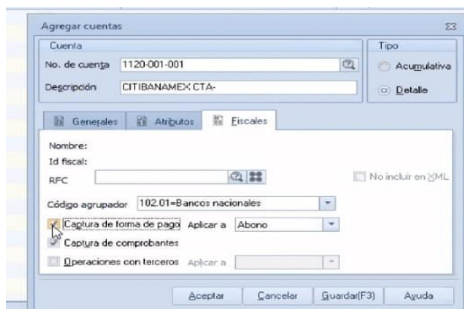 Agregar cuentas
Cuenta
Tipo
No. de cuenta 1120-001-001
Acumulativa
Descripción CITIBANAMEX CTA-
Detalle
Generales Atributos Fiscales
Nombre:
Id fiscal:
RFC
No incluir en XML
Código agrupador 102.01=Bancos nacionales
Captura de forma de pago Aplicar a Abono
Captura de comprobantes
Operaciones con terceros Aplicar a
Aceptar Cancelar Guardar(F3) Ayuda